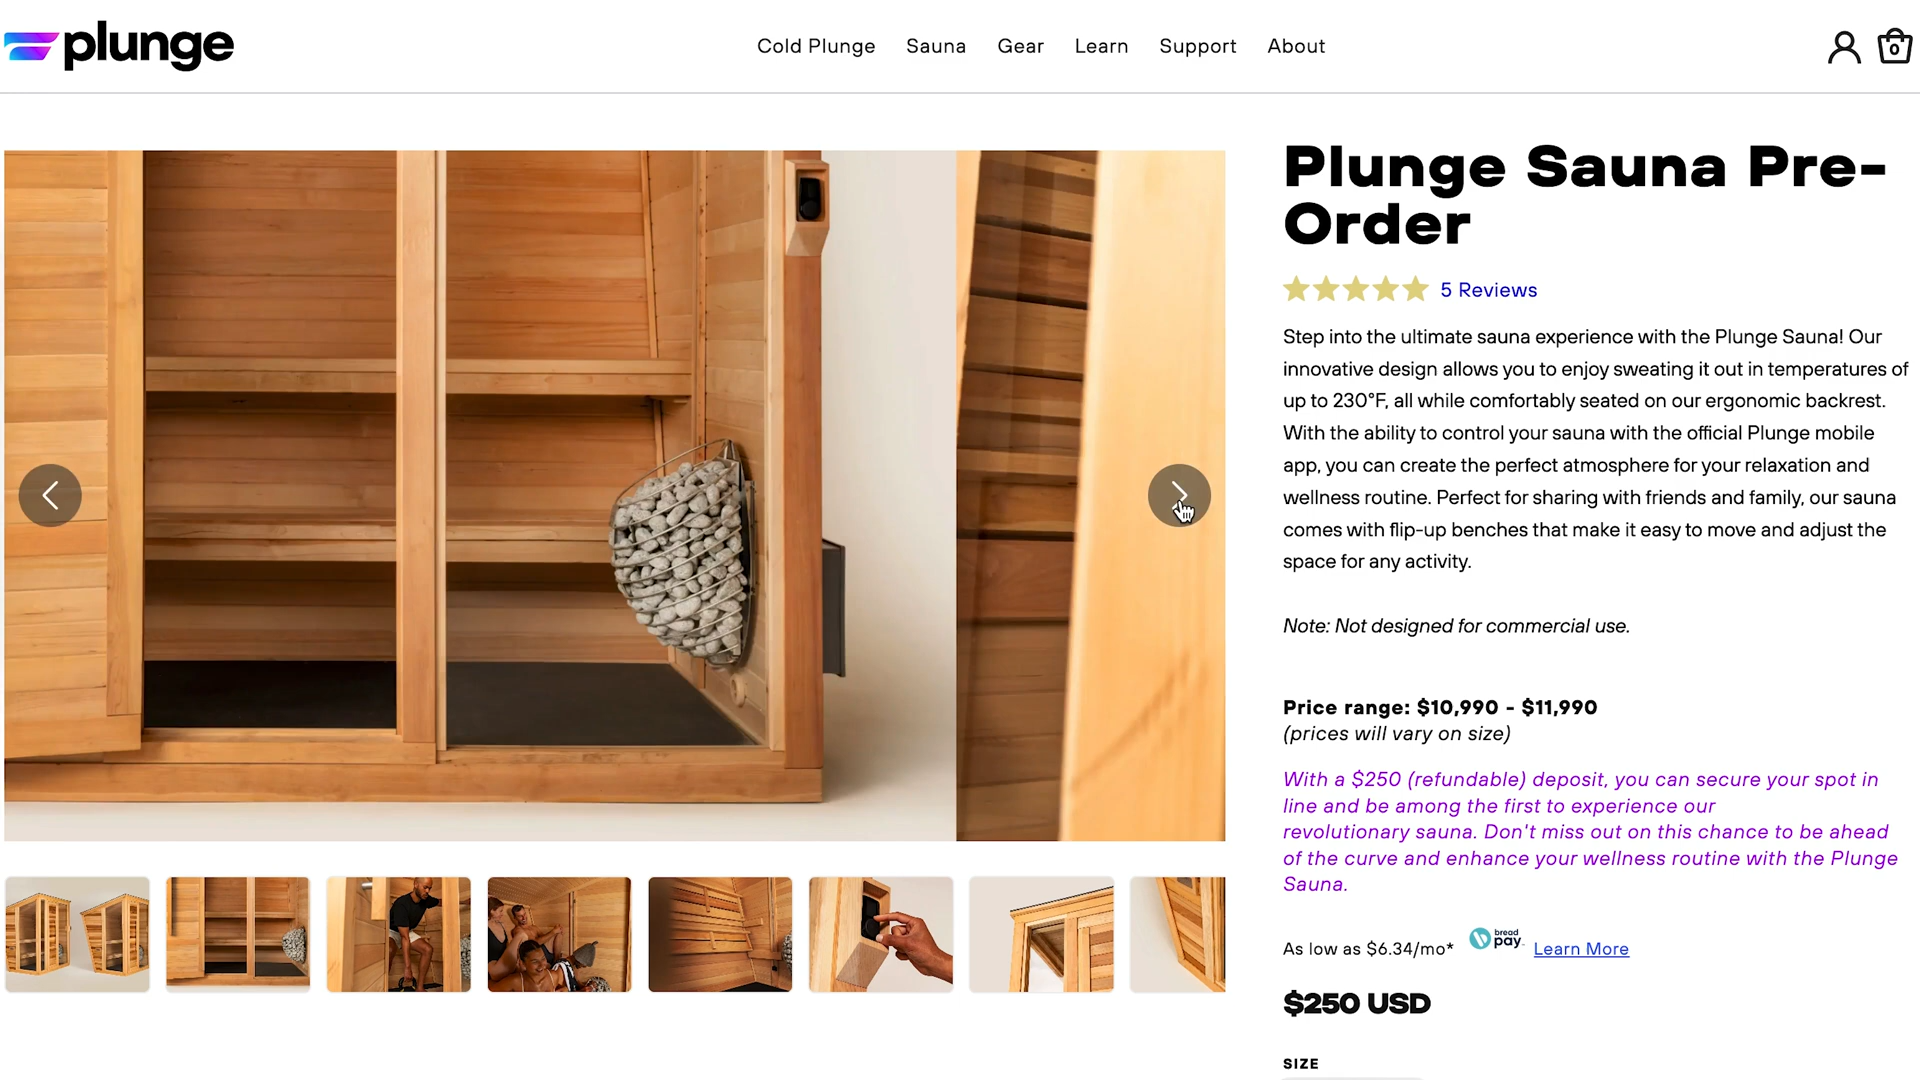 plunge
Cold Plunge Sauna Gear Learn Support About
0
Plunge Sauna Pre-
Order
5 Reviews
Step into the ultimate sauna experience with the Plunge Sauna! Our
innovative design allows you to enjoy sweating it out in temperatures of
up to 230°F, all while comfortably seated on our ergonomic backrest.
With the ability to control your sauna with the official Plunge mobile
app, you can create the perfect atmosphere for your relaxation and
wellness routine. Perfect for sharing with friends and family, our sauna
comes with flip-up benches that make it easy to move and adjust the
space for any activity.
Note: Not designed for commercial use.
Price range: $10,990 - $11,990
(prices will vary on size)
With a $250 (refundable) deposit, you can secure your spot in
line and be among the first to experience our
revolutionary sauna. Don't miss out on this chance to be ahead
of the curve and enhance your wellness routine with the Plunge
Sauna.
As low as $6.34/mo* bread pay Learn More
$250 USD
SIZE